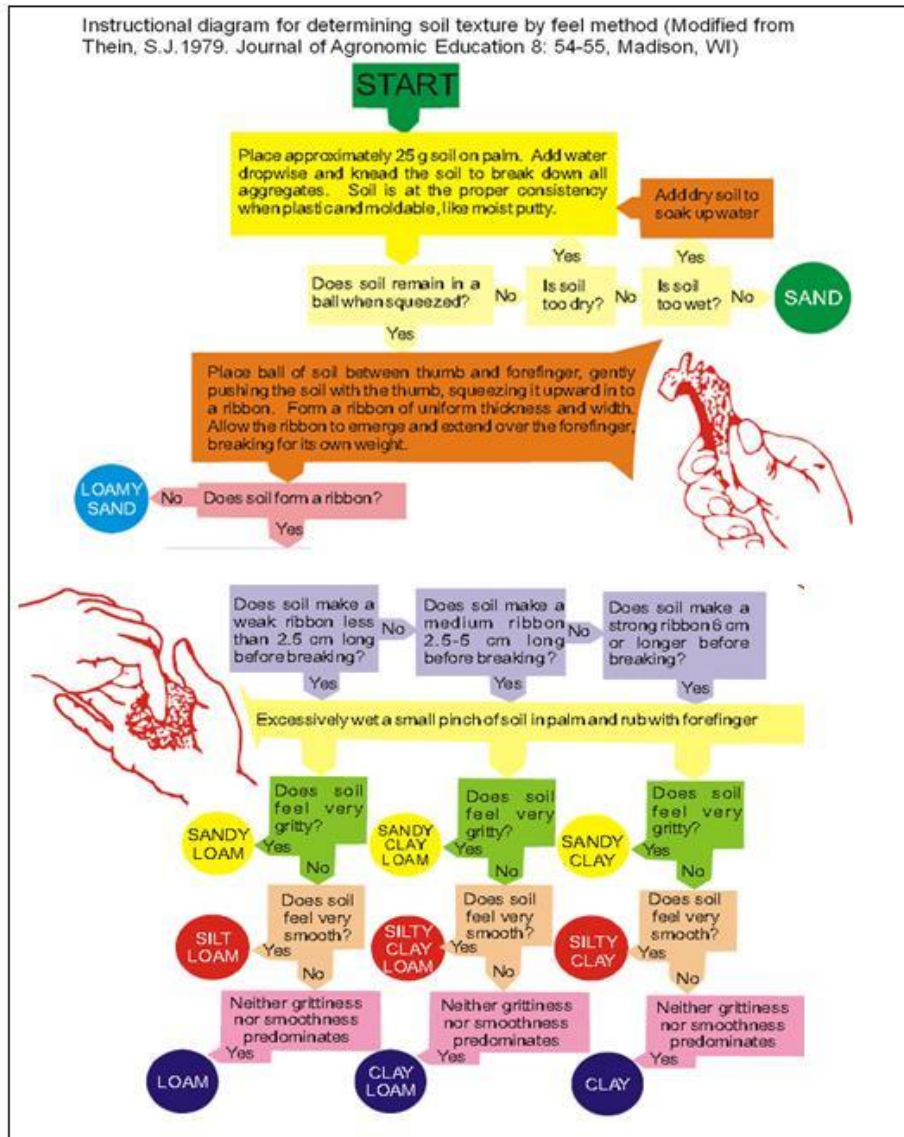 Instructional diagram for determining soil texture by feel method (Modified from
Thein, S.J.1979. Journal of Agronomic Education 8: 54-55, Madison, WI)
START
Place approximately 25 g soil on palm. Add water
dropwise and knead the soil to break down all
aggregates. Soil is at the proper consistency
when plastic and moldable, like moist putty.
Add dry soil to
soak up water
Yes
Yes
Does soil remain in a
ball when squeezed?
No
Is soil
too dry?
No
Is soil
too wet?
No
SAND
Yes
Place ball of soil between thumb and forefinger, gently
pushing the soil with the thumb, squeezing it upward in to
a ribbon. Form a ribbon of uniform thickness and width.
Allow the ribbon to emerge and extend over the forefinger,
breaking for its own weight.
LOAMY
SAND
No
Does soil form a ribbon?
Yes
Does soil make a
weak ribbon less
than 2.5 cm long
before breaking?
No
Does soil make a
medium ribbon
2.5-5 cm long
before breaking?
No
Does soil make a
strong ribbon 6 cm
or longer before
breaking?
Yes
Yes
Yes
Excessively wet a small pinch of soil in palm and rub with forefinger
Does soil
feel very
gritty?
Does soil
feel very
gritty?
Does soil
feel very
gritty?
SANDY
LOAM
Yes
SANDY
CLAY
LOAM
Yes
SANDY
CLAY
Yes
No
No
No
Does soil
feel very
smooth?
Does soil
feel very
smooth?
Does soil
feel very
smooth?
SILT
LOAM
Yes
SILTY
CLAY
LOAM
Yes
SILTY
CLAY
Yes
No
No
No
Neither grittiness
nor smoothness
predominates
Neither grittiness
nor smoothness
predominates
Neither grittiness
nor smoothness
predominates
Yes
Yes
Yes
LOAM
CLAY
LOAM
CLAY